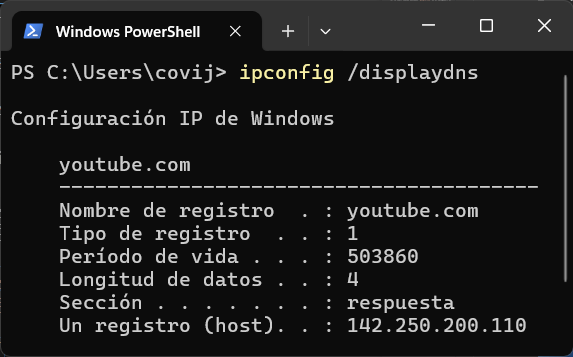 Windows PowerShell
PS C:\Users\covij> ipconfig /displaydns
Configuración IP de Windows
youtube.com
----------------------------------------
Nombre de registro . : youtube.com
Tipo de registro . . : 1
Período de vida . . . : 503860
Longitud de datos . . : 4
Sección . . . . . . . : respuesta
Un registro (host). . : 142.250.200.110